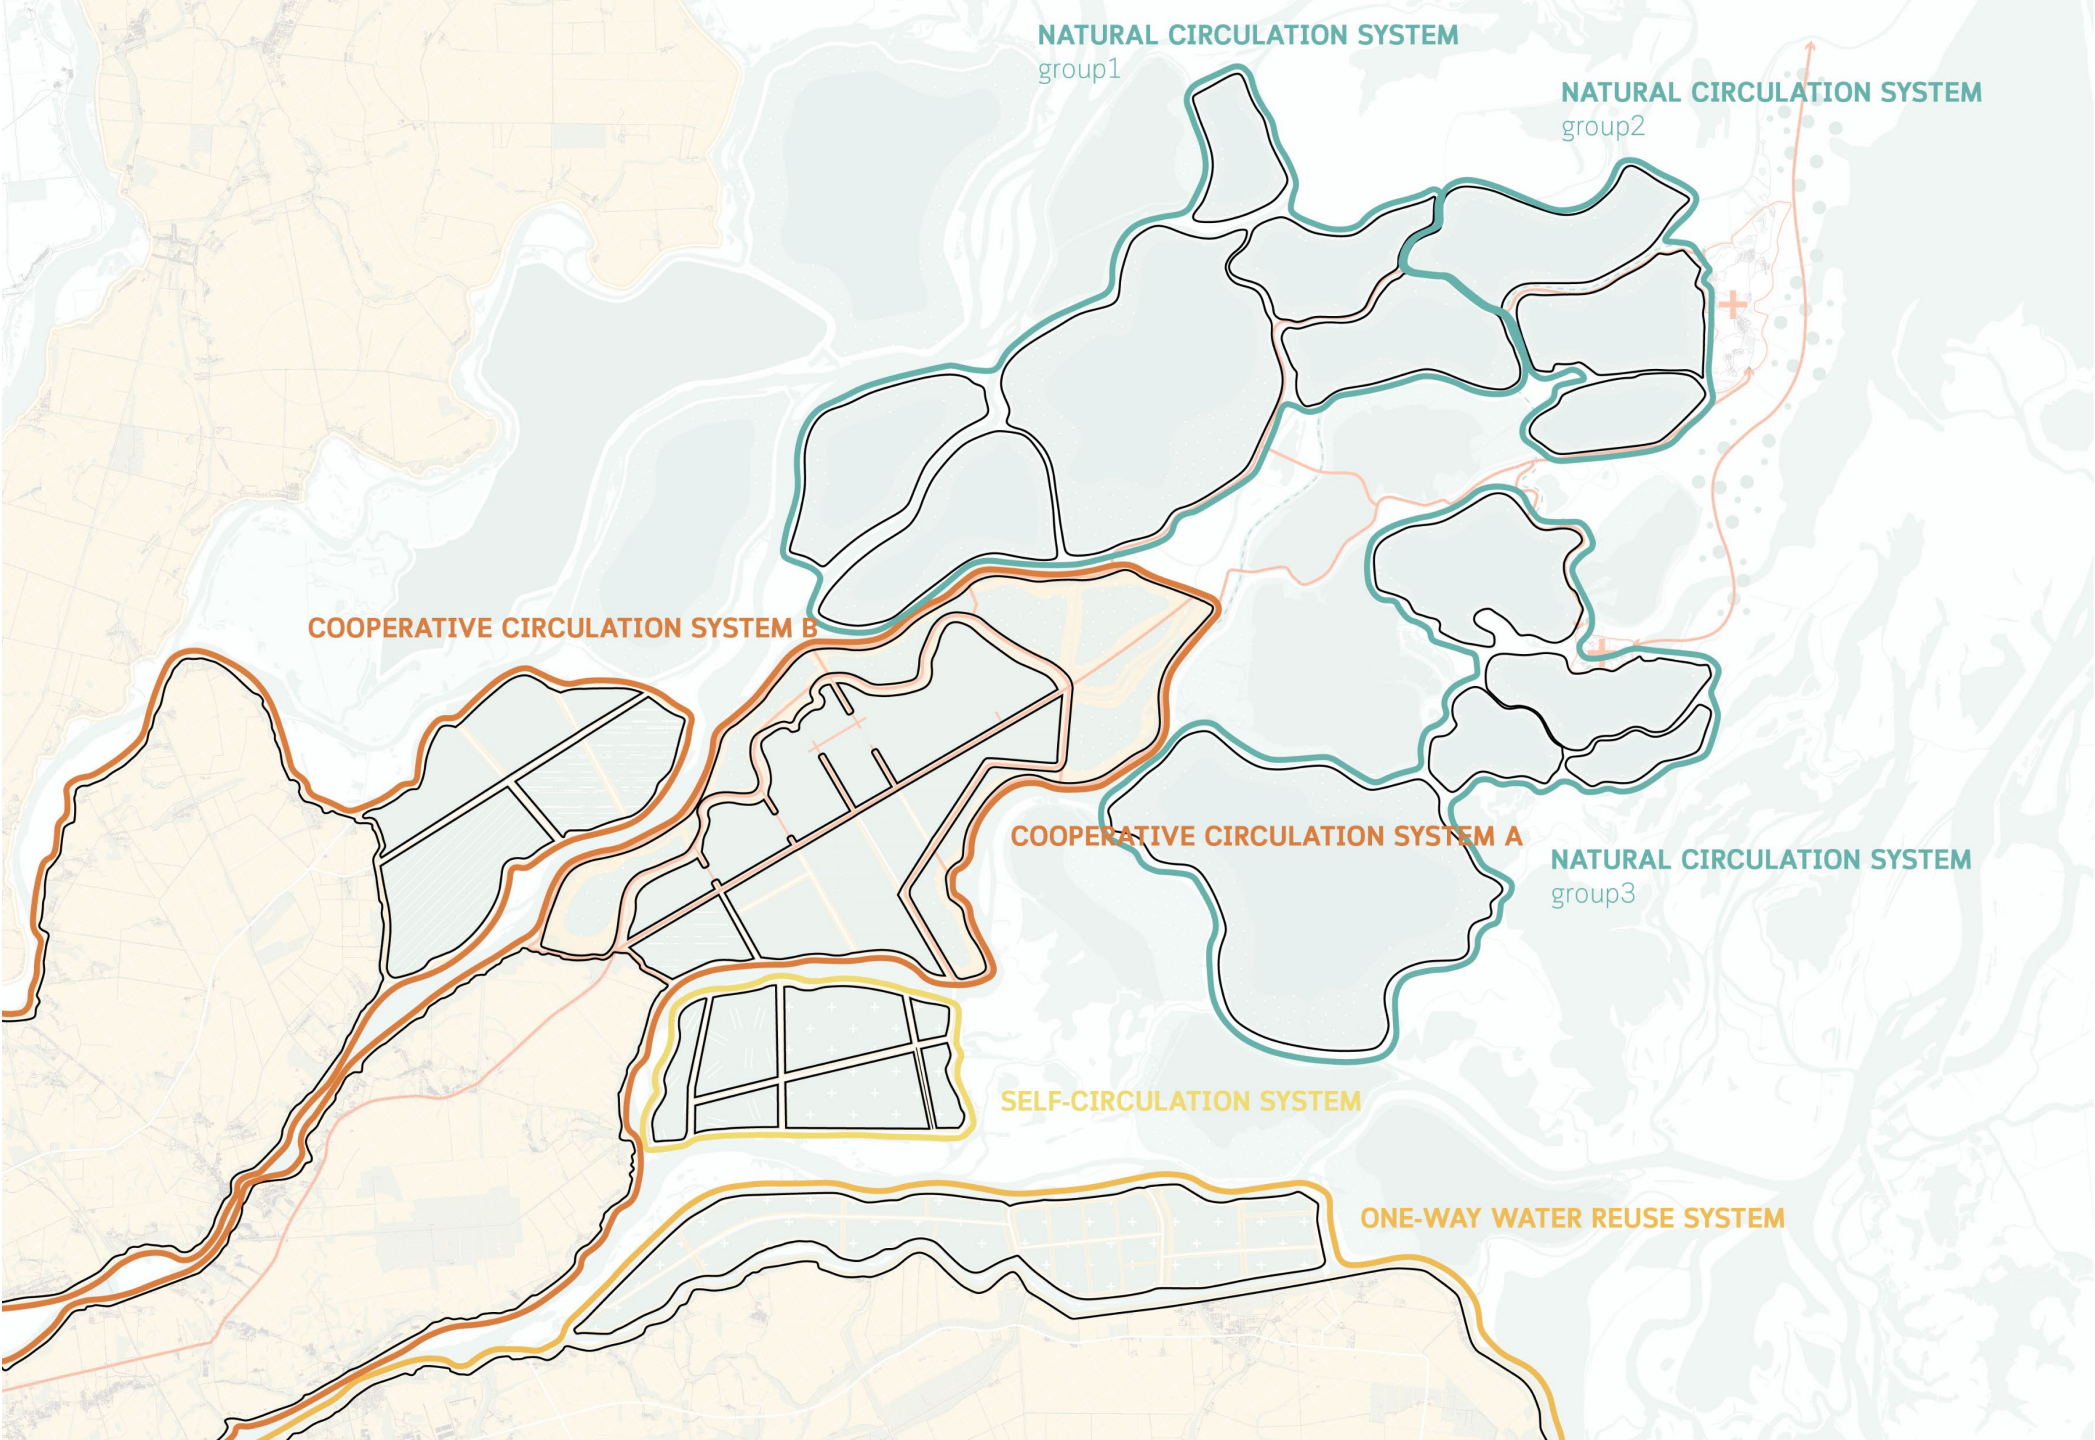 NATURAL CIRCULATION SYSTEM
group1
NATURAL CIRCULATION SYSTEM
group2
COOPERATIVE CIRCULATION SYSTEM B
COOPERATIVE CIRCULATION SYSTEM A
NATURAL CIRCULATION SYSTEM
group3
SELF-CIRCULATION SYSTEM
ONE-WAY WATER REUSE SYSTEM